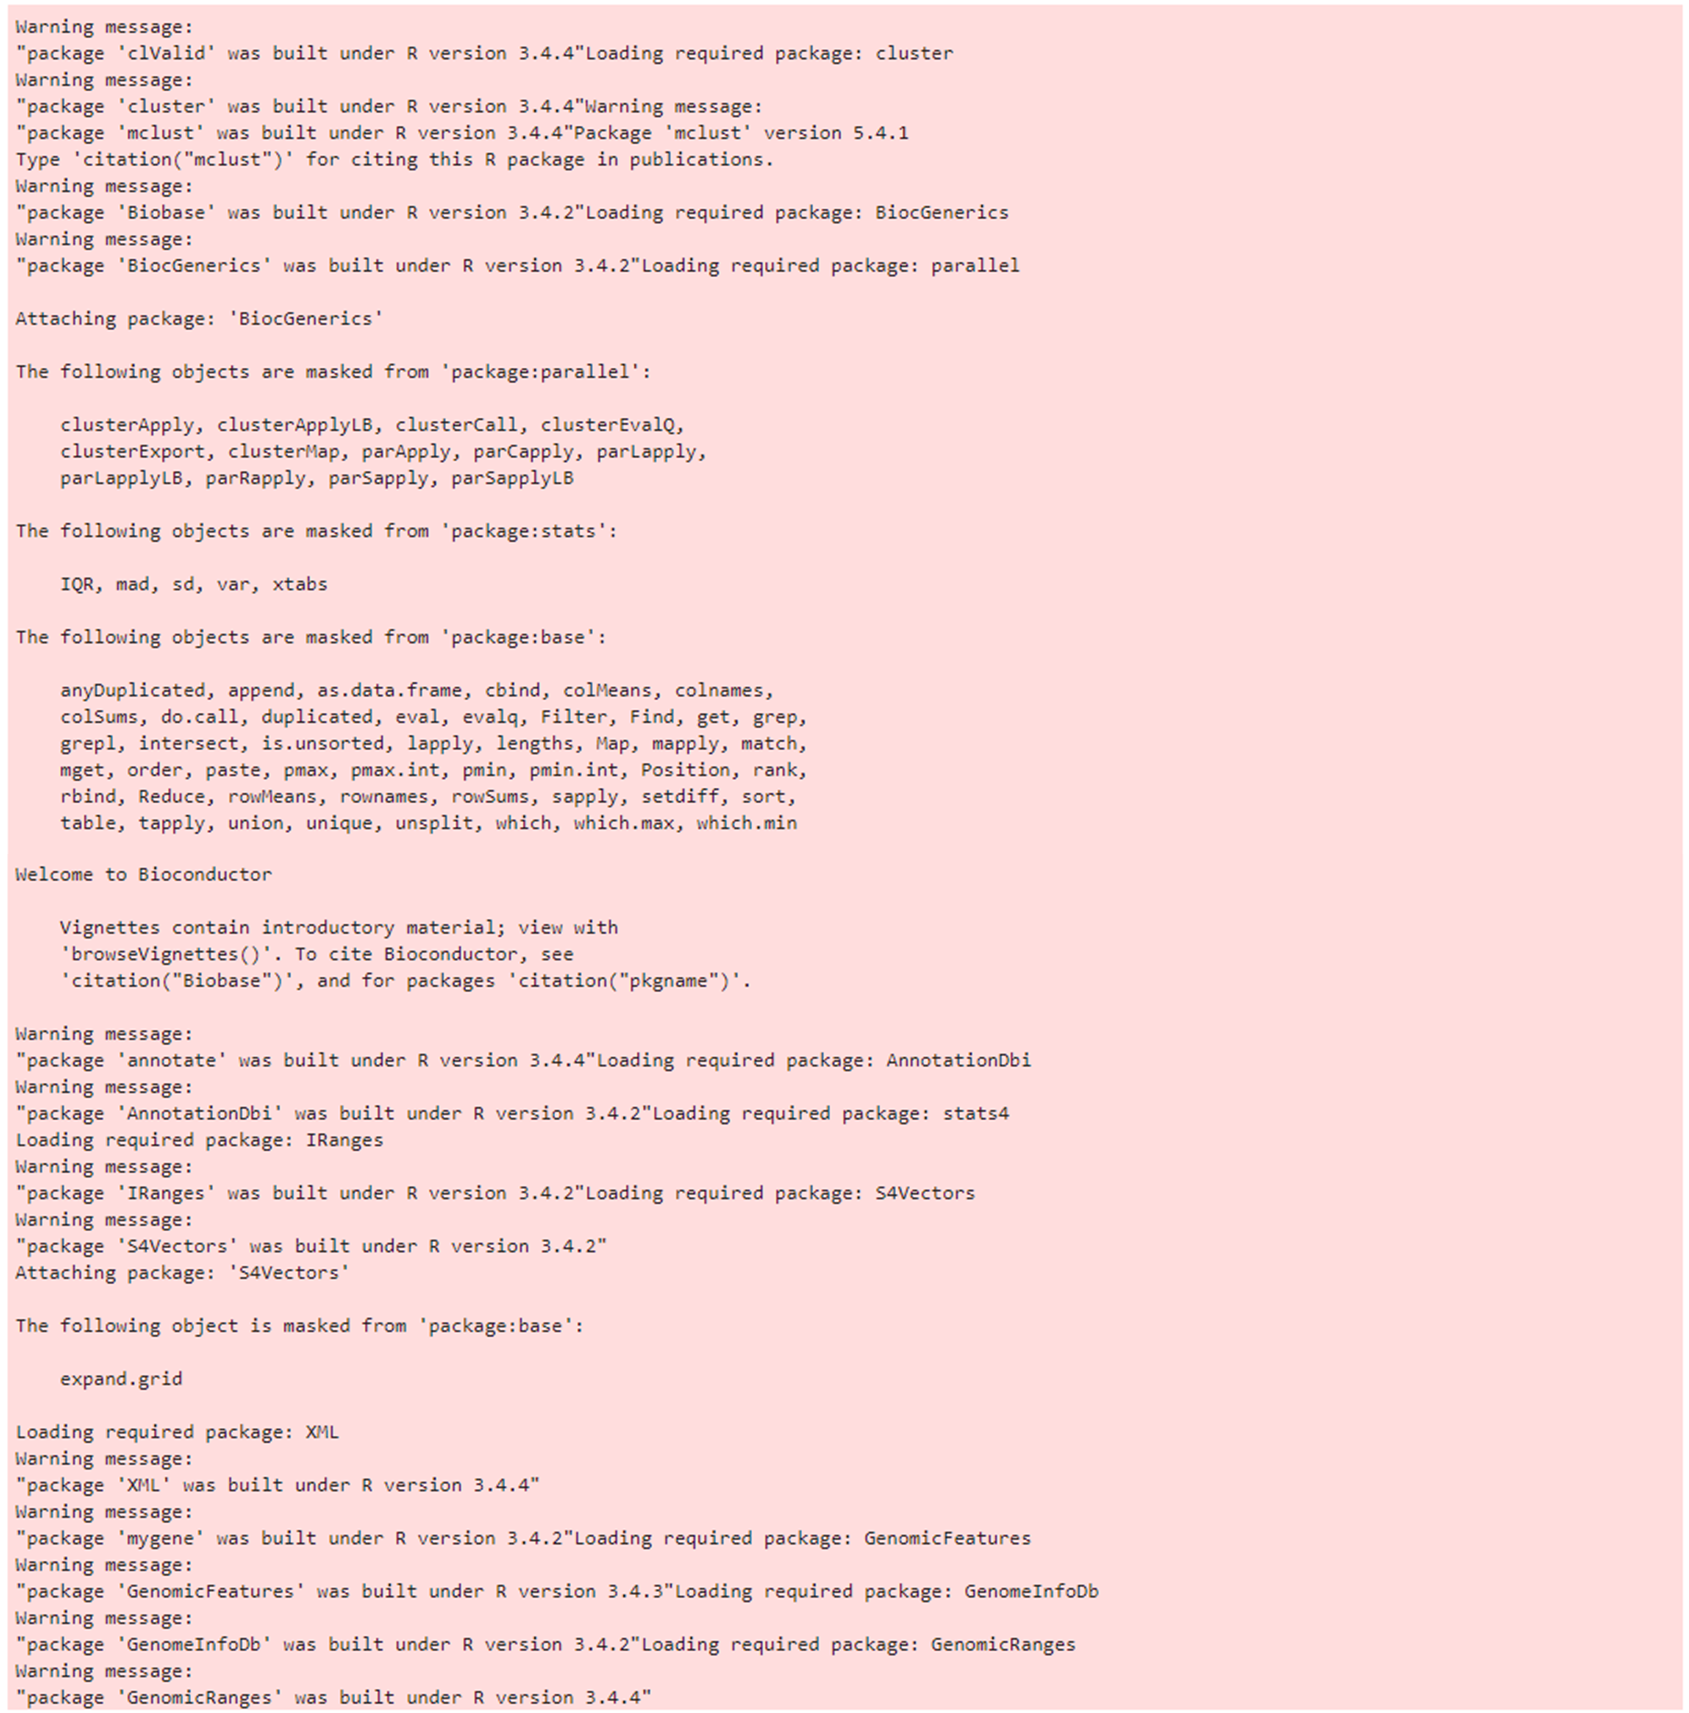 Warning message:
"package 'clValid' was built under R version 3.4.4"Loading required package: cluster
Warning message:
"package 'cluster' was built under R version 3.4.4"Warning message:
"package 'mclust' was built under R version 3.4.4"Package 'mclust' version 5.4.1
Type 'citation("mclust")' for citing this R package in publications.
Warning message:
"package 'Biobase' was built under R version 3.4.2"Loading required package: BiocGenerics
Warning message:
"package 'BiocGenerics' was built under R version 3.4.2"Loading required package: parallel
Attaching package: 'BiocGenerics'
The following objects are masked from 'package:parallel':
clusterApply, clusterApplyLB, clusterCall, clusterEvalQ,
clusterExport, clusterMap, parApply, parCapply, parLapply,
parLapplyLB, parRapply, parSapply, parSapplyLB
The following objects are masked from 'package:stats':
IQR, mad, sd, var, xtabs
The following objects are masked from 'package:base':
anyDuplicated, append, as.data.frame, cbind, colMeans, colnames,
colSums, do.call, duplicated, eval, evalq, Filter, Find, get, grep,
grepl, intersect, is.unsorted, lapply, lengths, Map, mapply, match,
mget, order, paste, pmax, pmax.int, pmin, pmin.int, Position, rank,
rbind, Reduce, rowMeans, rownames, rowSums, sapply, setdiff, sort,
table, tapply, union, unique, unsplit, which, which.max, which.min
Welcome to Bioconductor
Vignettes contain introductory material; view with
'browseVignettes()'. To cite Bioconductor, see
'citation("Biobase")', and for packages 'citation("pkgname")'.
Warning message:
"package 'annotate' was built under R version 3.4.4"Loading required package: AnnotationDbi
Warning message:
"package 'AnnotationDbi' was built under R version 3.4.2"Loading required package: stats4
Loading required package: IRanges
Warning message:
"package 'IRanges' was built under R version 3.4.2"Loading required package: S4Vectors
Warning message:
"package 'S4Vectors' was built under R version 3.4.2"
Attaching package: 'S4Vectors'
The following object is masked from 'package:base':
expand.grid
Loading required package: XML
Warning message:
"package 'XML' was built under R version 3.4.4"
Warning message:
"package 'mygene' was built under R version 3.4.2"Loading required package: GenomicFeatures
Warning message:
"package 'GenomicFeatures' was built under R version 3.4.3"Loading required package: GenomeInfoDb
Warning message:
"package 'GenomeInfoDb' was built under R version 3.4.2"Loading required package: GenomicRanges
Warning message:
"package 'GenomicRanges' was built under R version 3.4.4"